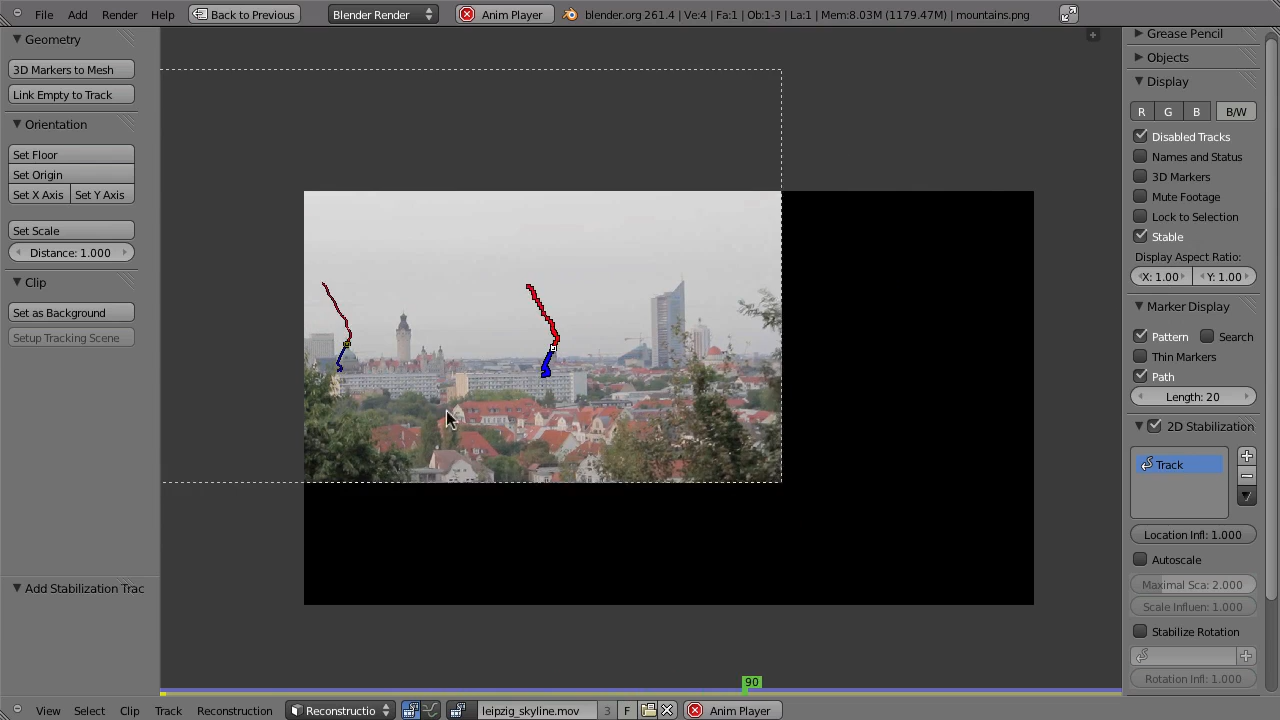 File Add Render Help Back to Previous Blender Render Anim Player blender.org 261.4 | Ve:4 | Fa:1 | Ob:1-3 | La:1 | Mem:8.03M (1179.47M) | mountains.png
Geometry
3D Markers to Mesh
Link Empty to Track
Orientation
Set Floor
Set Origin
Set X Axis Set Y Axis
Set Scale
Distance: 1.000
Clip
Set as Background
Setup Tracking Scene
Add Stabilization Trac
90
Grease Pencil
Objects
Display
R G B B/W
Disabled Tracks
Names and Status
3D Markers
Mute Footage
Lock to Selection
Stable
Display Aspect Ratio:
X: 1.00 Y: 1.00
Marker Display
Pattern Search
Thin Markers
Path
Length: 20
2D Stabilization
Track
Location Infl: 1.000
Autoscale
Maximal Sca: 2.000
Scale Influen: 1.000
Stabilize Rotation
Rotation Infl: 1.000
View Select Clip Track Reconstruction Reconstructio leipzig_skyline.mov 3 F Anim Player